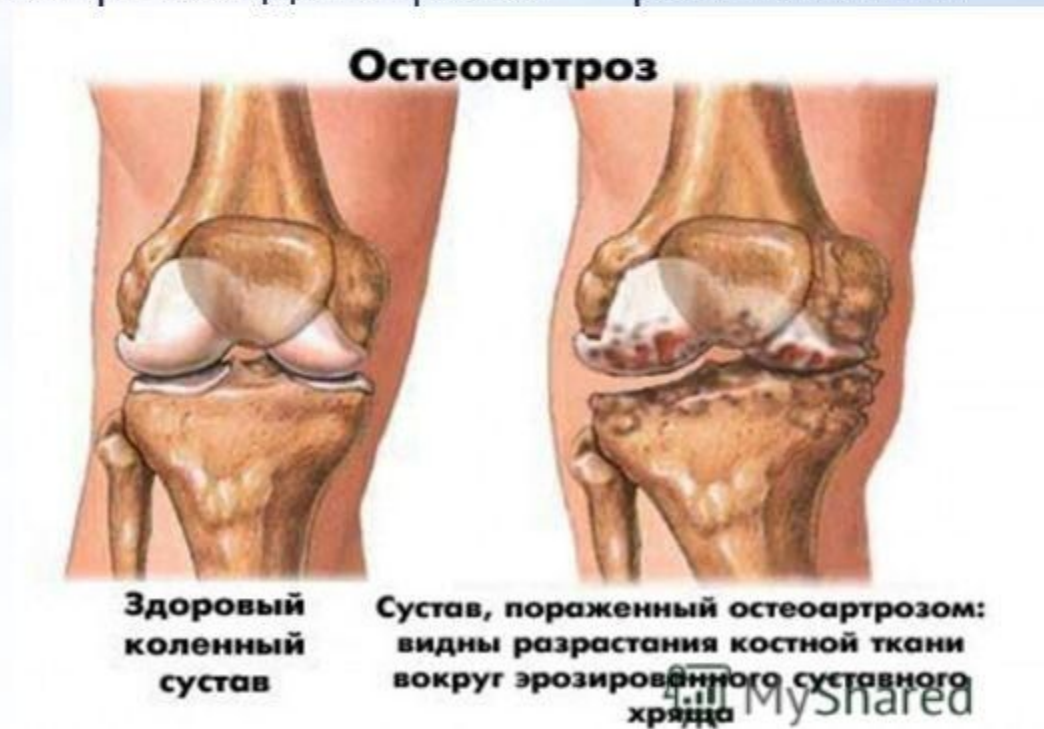 Остеоартроз
Здоровый
коленный
сустав
Сустав, пораженный остеоартрозом:
видны разрастания костной ткани
вокруг эрозированного суставного
хряща
MyShared